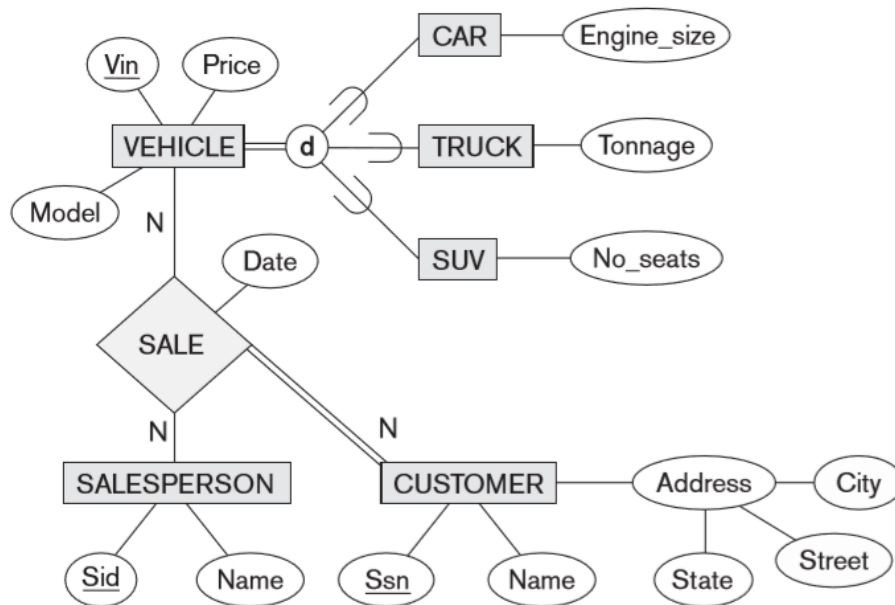 CAR
Engine_size
Vin
Price
VEHICLE
d
TRUCK
Tonnage
Model
N
Date
SUV
No_seats
SALE
N
N
SALESPERSON
CUSTOMER
Address
City
Sid
Name
Ssn
Name
State
Street